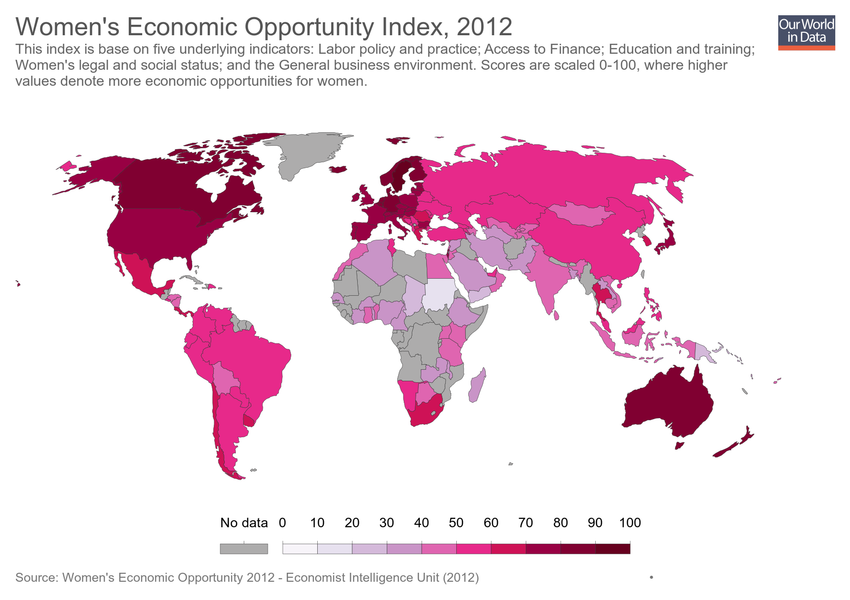 Women's Economic Opportunity Index, 2012
Our World
in Data
This index is base on five underlying indicators: Labor policy and practice; Access to Finance; Education and training;
Women's legal and social status; and the General business environment. Scores are scaled 0-100, where higher
values denote more economic opportunities for women.
No data 0 10 20 30 40 50 60 70 80 90 100
Source: Women's Economic Opportunity 2012 - Economist Intelligence Unit (2012)